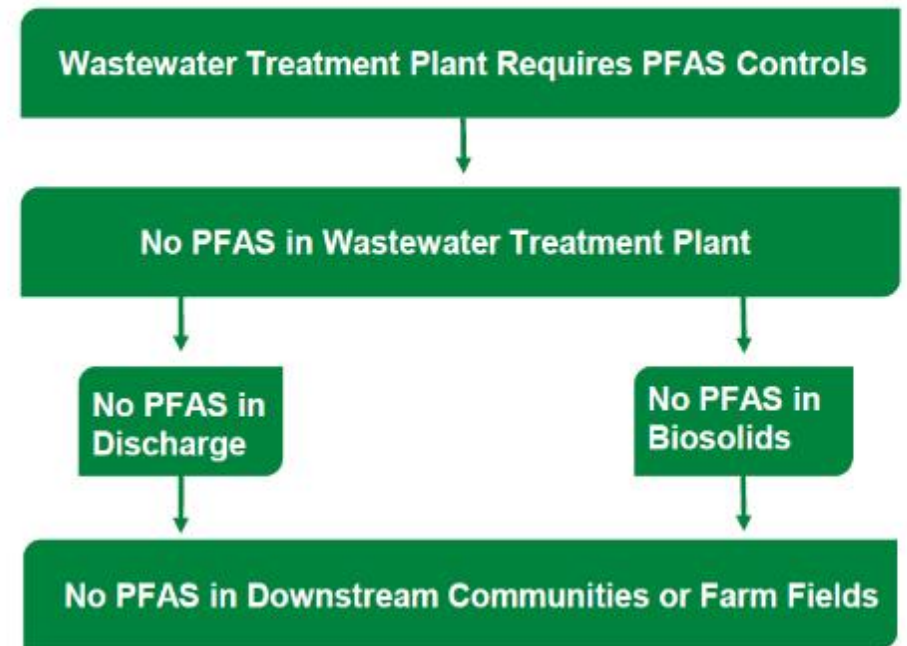 Wastewater Treatment Plant Requires PFAS Controls
No PFAS in Wastewater Treatment Plant
No PFAS in
Discharge
No PFAS in
Biosolids
No PFAS in Downstream Communities or Farm Fields